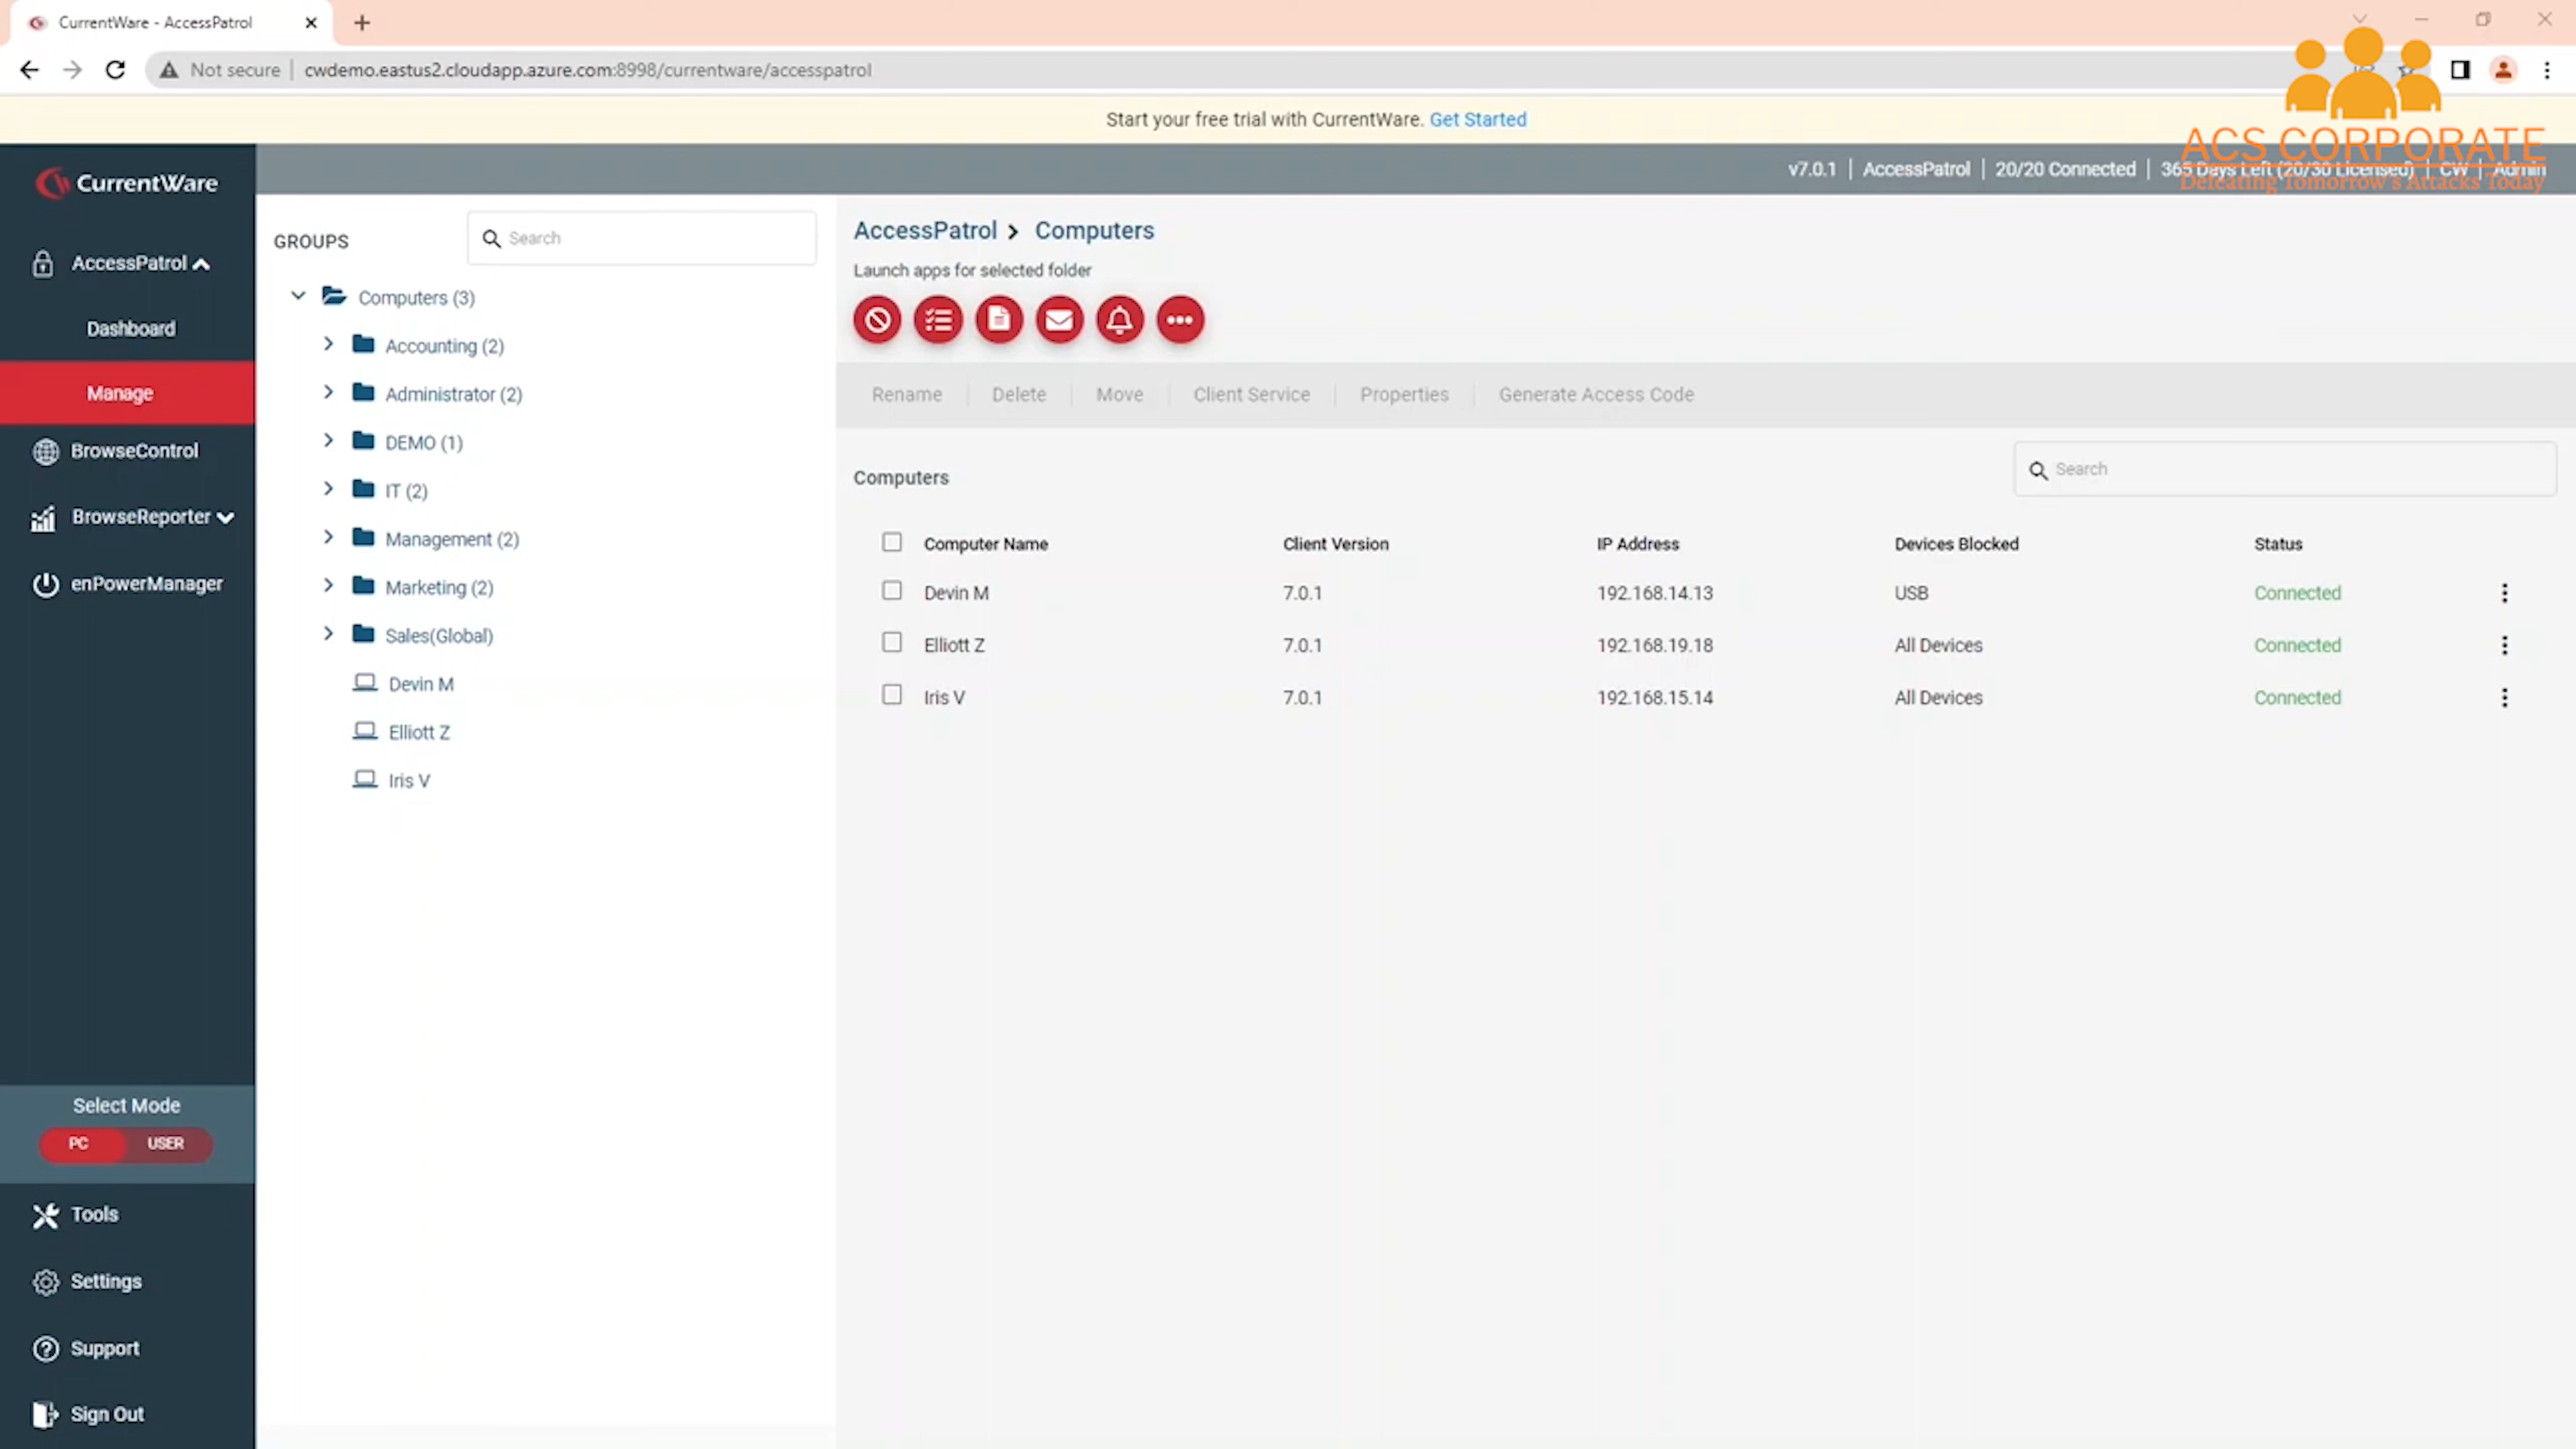 CurrentWare - AccessPatrol
Not secure | cwdemo.eastus2.cloudapp.azure.com:8998/currentware/accesspatrol
Start your free trial with CurrentWare. Get Started
ACS CORPORATE
Defeating Tomorrow's Attacks Today
CurrentWare
v7.0.1 | AccessPatrol | 20/20 Connected | 365 Days Left (20/30 Licensed) | CW | Admin
AccessPatrol
Dashboard
Manage
BrowseControl
BrowseReporter
enPowerManager
Select Mode
PC USER
Tools
Settings
Support
Sign Out
GROUPS
Search
Computers (3)
Accounting (2)
Administrator (2)
DEMO (1)
IT (2)
Management (2)
Marketing (2)
Sales(Global)
Devin M
Elliott Z
Iris V
AccessPatrol > Computers
Launch apps for selected folder
Rename | Delete | Move | Client Service | Properties | Generate Access Code
Computers
Search
Computer Name Client Version IP Address Devices Blocked Status
Devin M 7.0.1 192.168.14.13 USB Connected
Elliott Z 7.0.1 192.168.19.18 All Devices Connected
Iris V 7.0.1 192.168.15.14 All Devices Connected